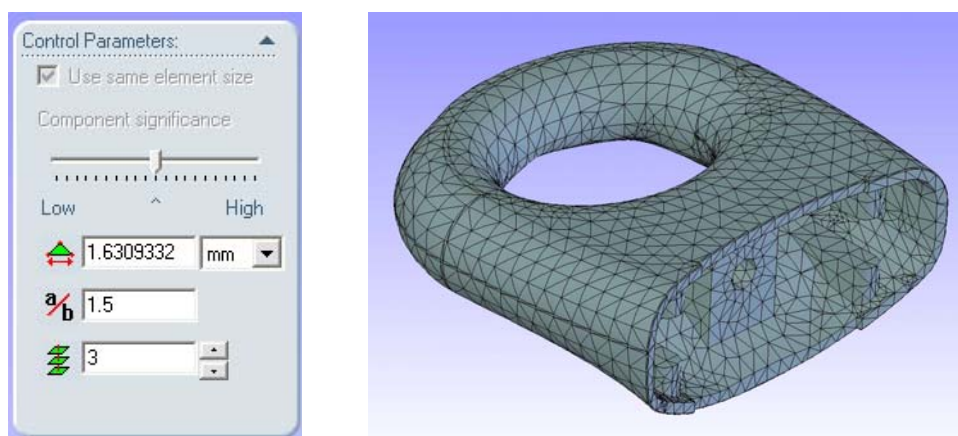 Control Parameters:
Use same element size
Component significance
Low ^ High
1.6309332 mm
a/b 1.5
3